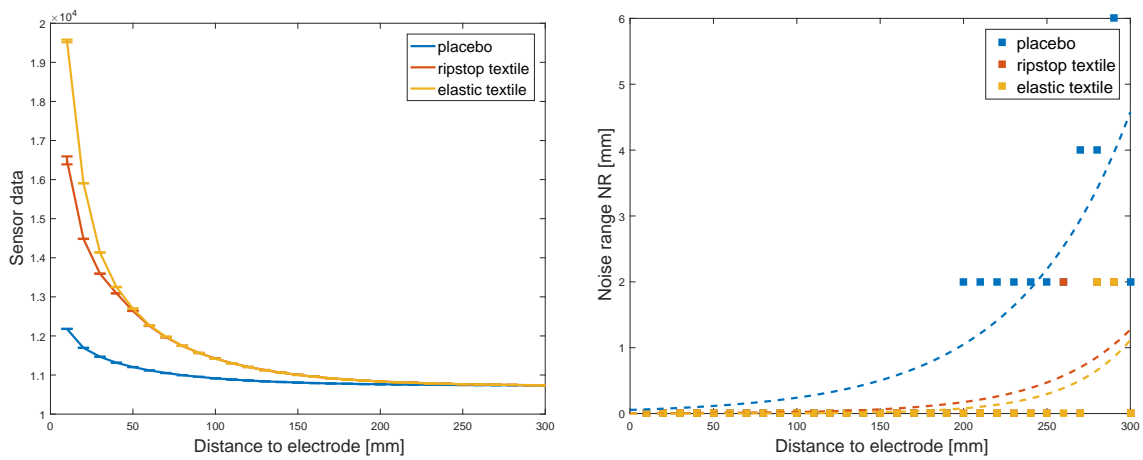 ×10⁴
2
1.9
1.8
1.7
1.6
1.5
1.4
1.3
1.2
1.1
1
Sensor data
0 50 100 150 200 250 300
Distance to electrode [mm]
placebo
ripstop textile
elastic textile
6
5
4
3
2
1
0
Noise range NR [mm]
0 50 100 150 200 250 300
Distance to electrode [mm]
placebo
ripstop textile
elastic textile